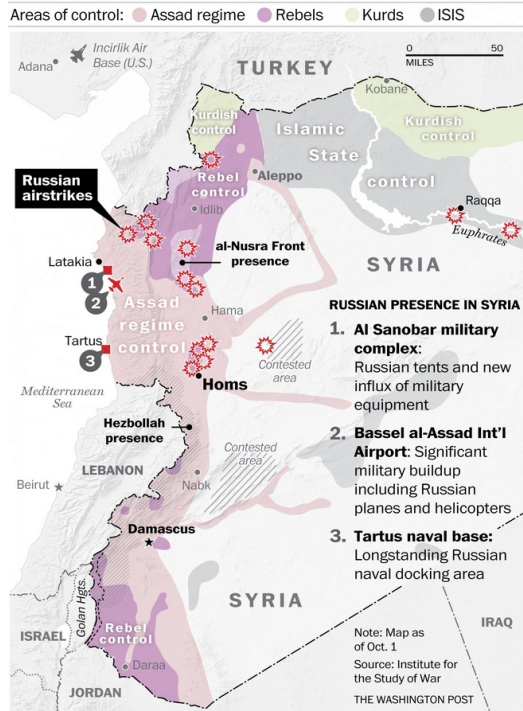 Areas of control: Assad regime Rebels Kurds ISIS
Incirlik Air
Base (U.S.)
Adana
TURKEY
0 50
MILES
Kobane
Kurdish
control
Kurdish
control
Islamic
State
control
Rebel
control
Aleppo
Russian
airstrikes
Idlib
Raqqa
Euphrates
al-Nusra Front
presence
Latakia
1
2
SYRIA
Assad
regime
control
Hama
Tartus
3
Contested
area
Homs
Mediterranean
Sea
Hezbollah
presence
Contested
area
LEBANON
Beirut
Nabk
Damascus
Golan Hgts.
SYRIA
ISRAEL
Rebel
control
Daraa
JORDAN
IRAQ
RUSSIAN PRESENCE IN SYRIA
1. Al Sanobar military
complex:
Russian tents and new
influx of military
equipment
2. Bassel al-Assad Int'l
Airport: Significant
military buildup
including Russian
planes and helicopters
3. Tartus naval base:
Longstanding Russian
naval docking area
Note: Map as
of Oct. 1
Source: Institute for
the Study of War
THE WASHINGTON POST